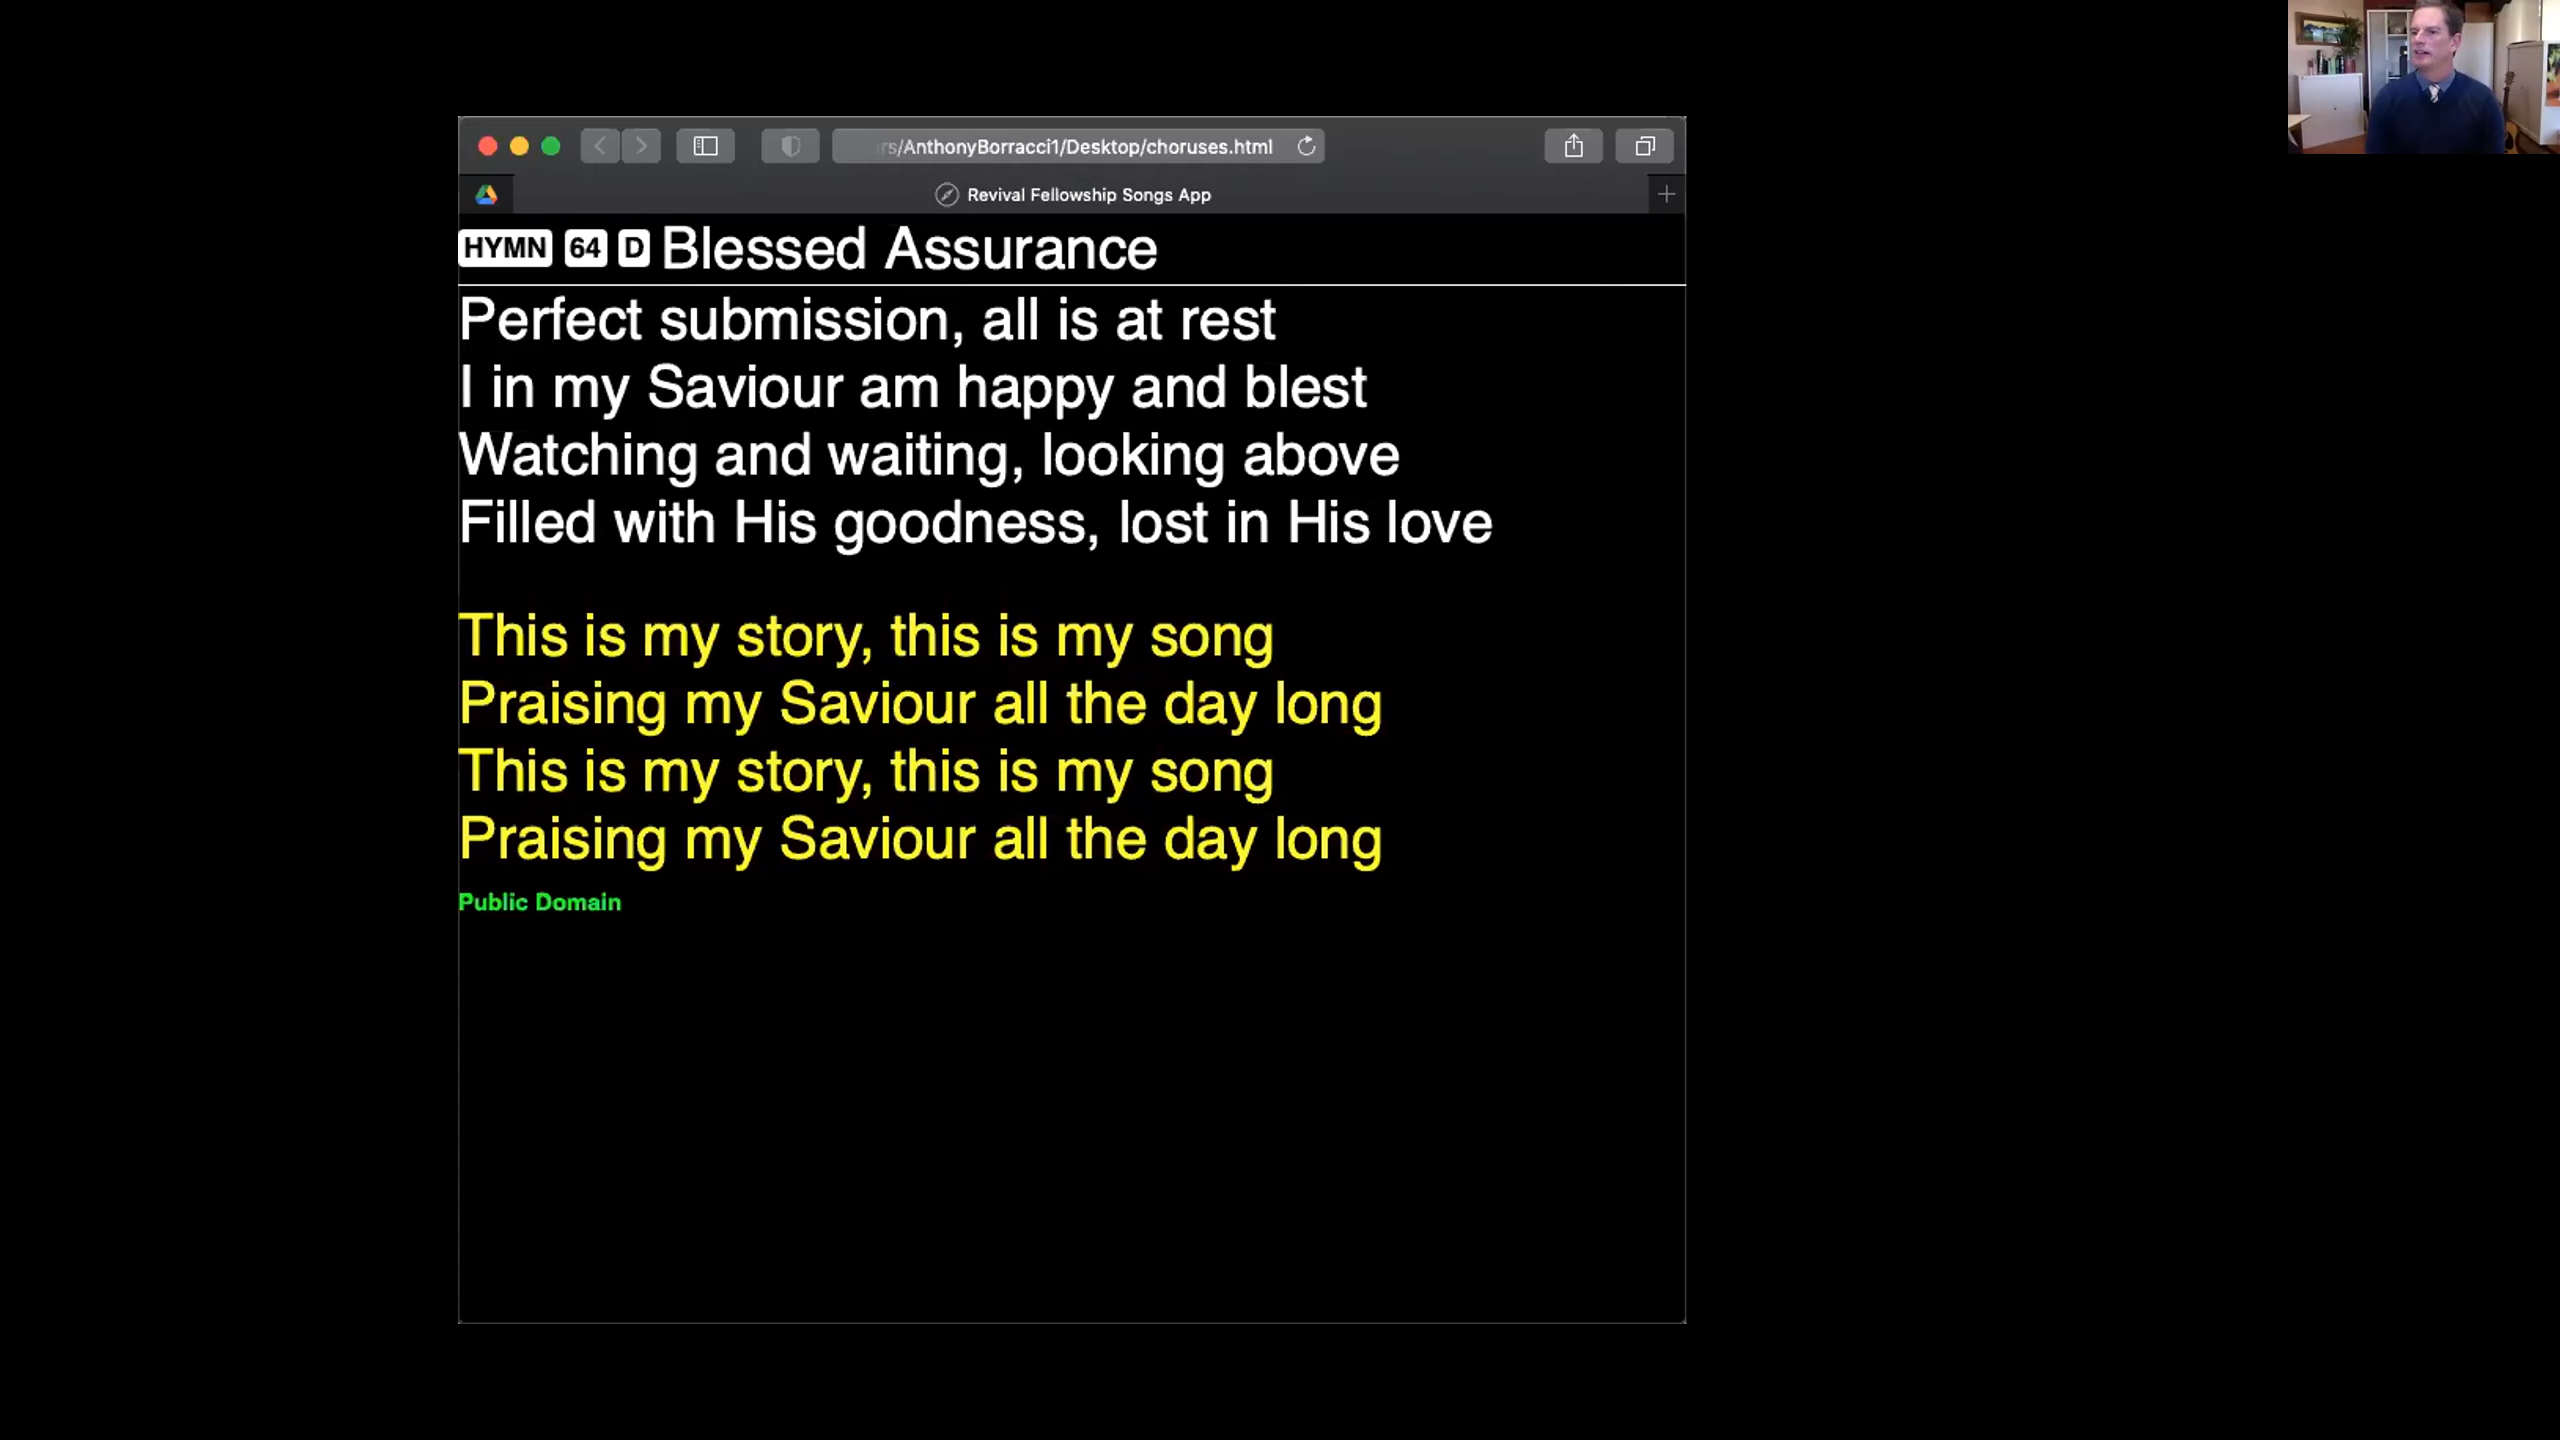 rs/AnthonyBorracci1/Desktop/choruses.html
Revival Fellowship Songs App
HYMN 64 D Blessed Assurance
Perfect submission, all is at rest
I in my Saviour am happy and blest
Watching and waiting, looking above
Filled with His goodness, lost in His love
This is my story, this is my song
Praising my Saviour all the day long
This is my story, this is my song
Praising my Saviour all the day long
Public Domain